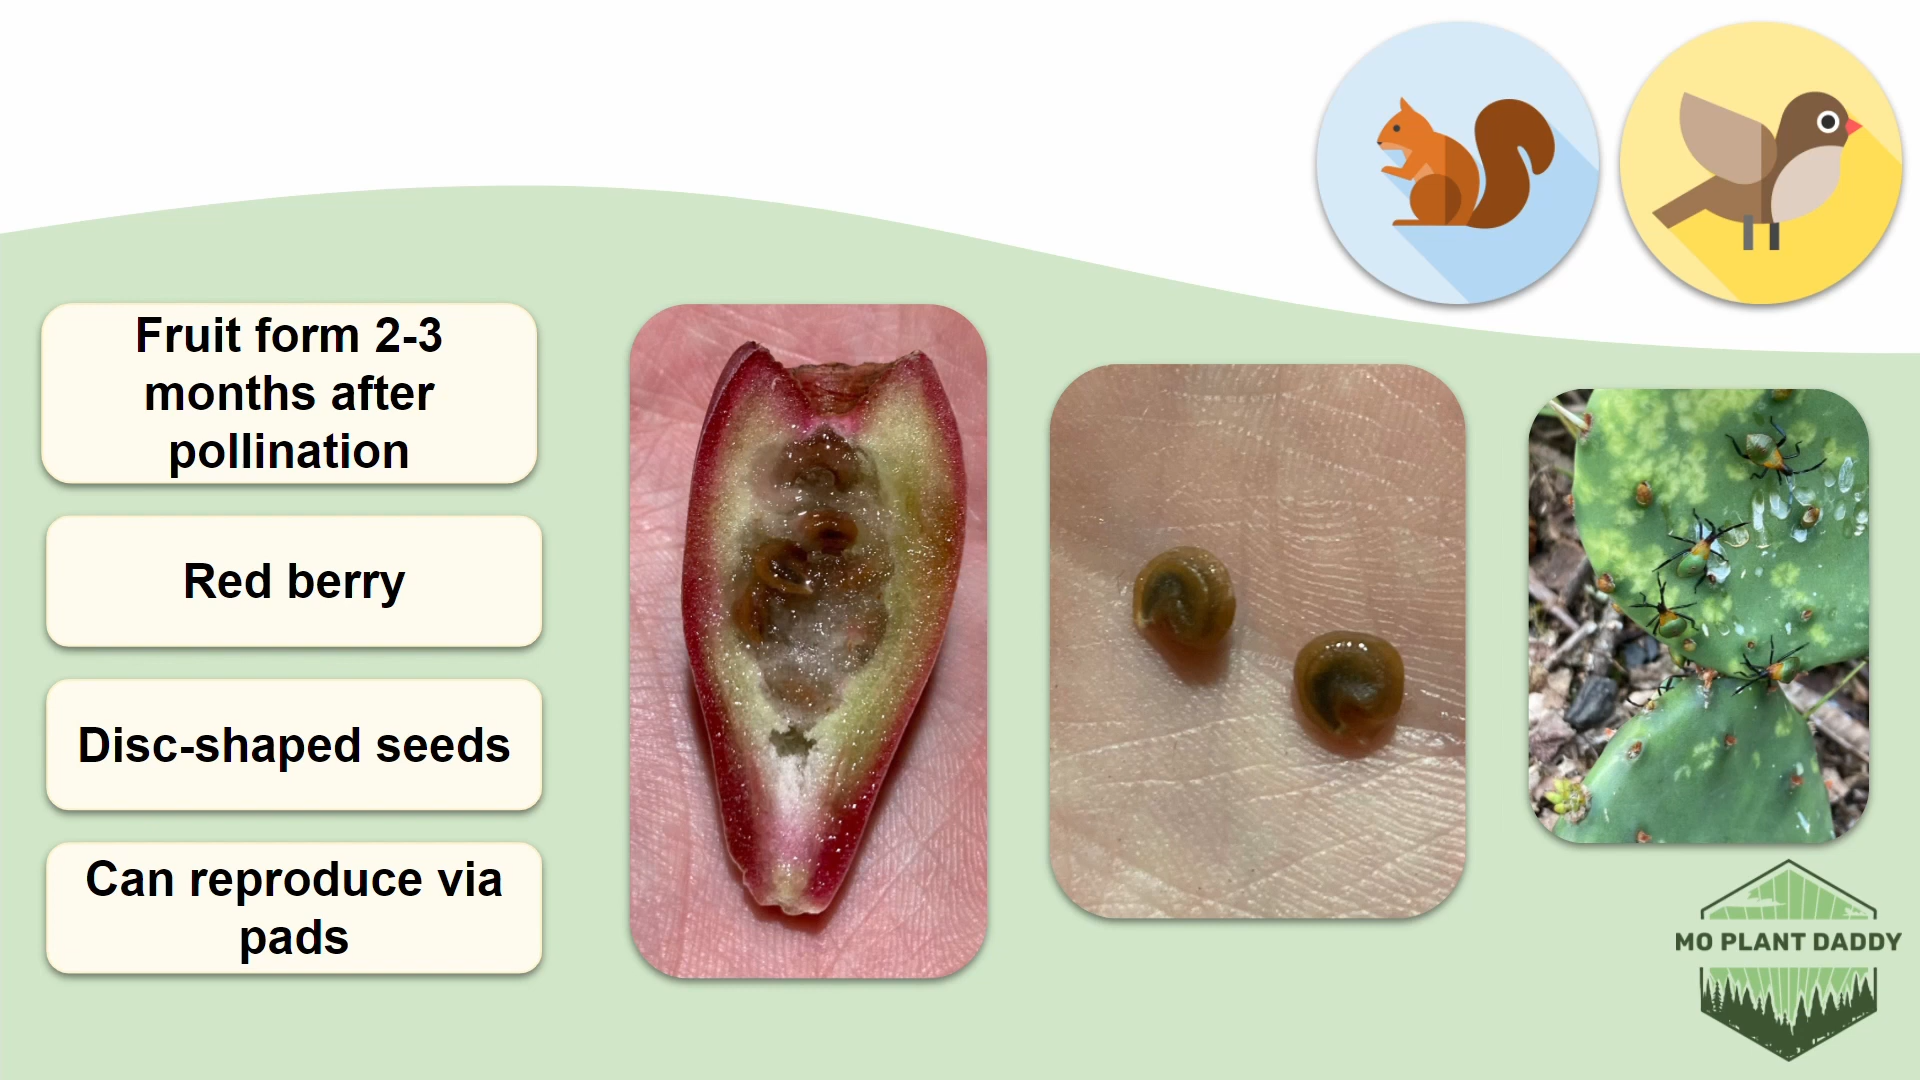 Fruit form 2-3
months after
pollination
Red berry
Disc-shaped seeds
Can reproduce via
pads
MO PLANT DADDY